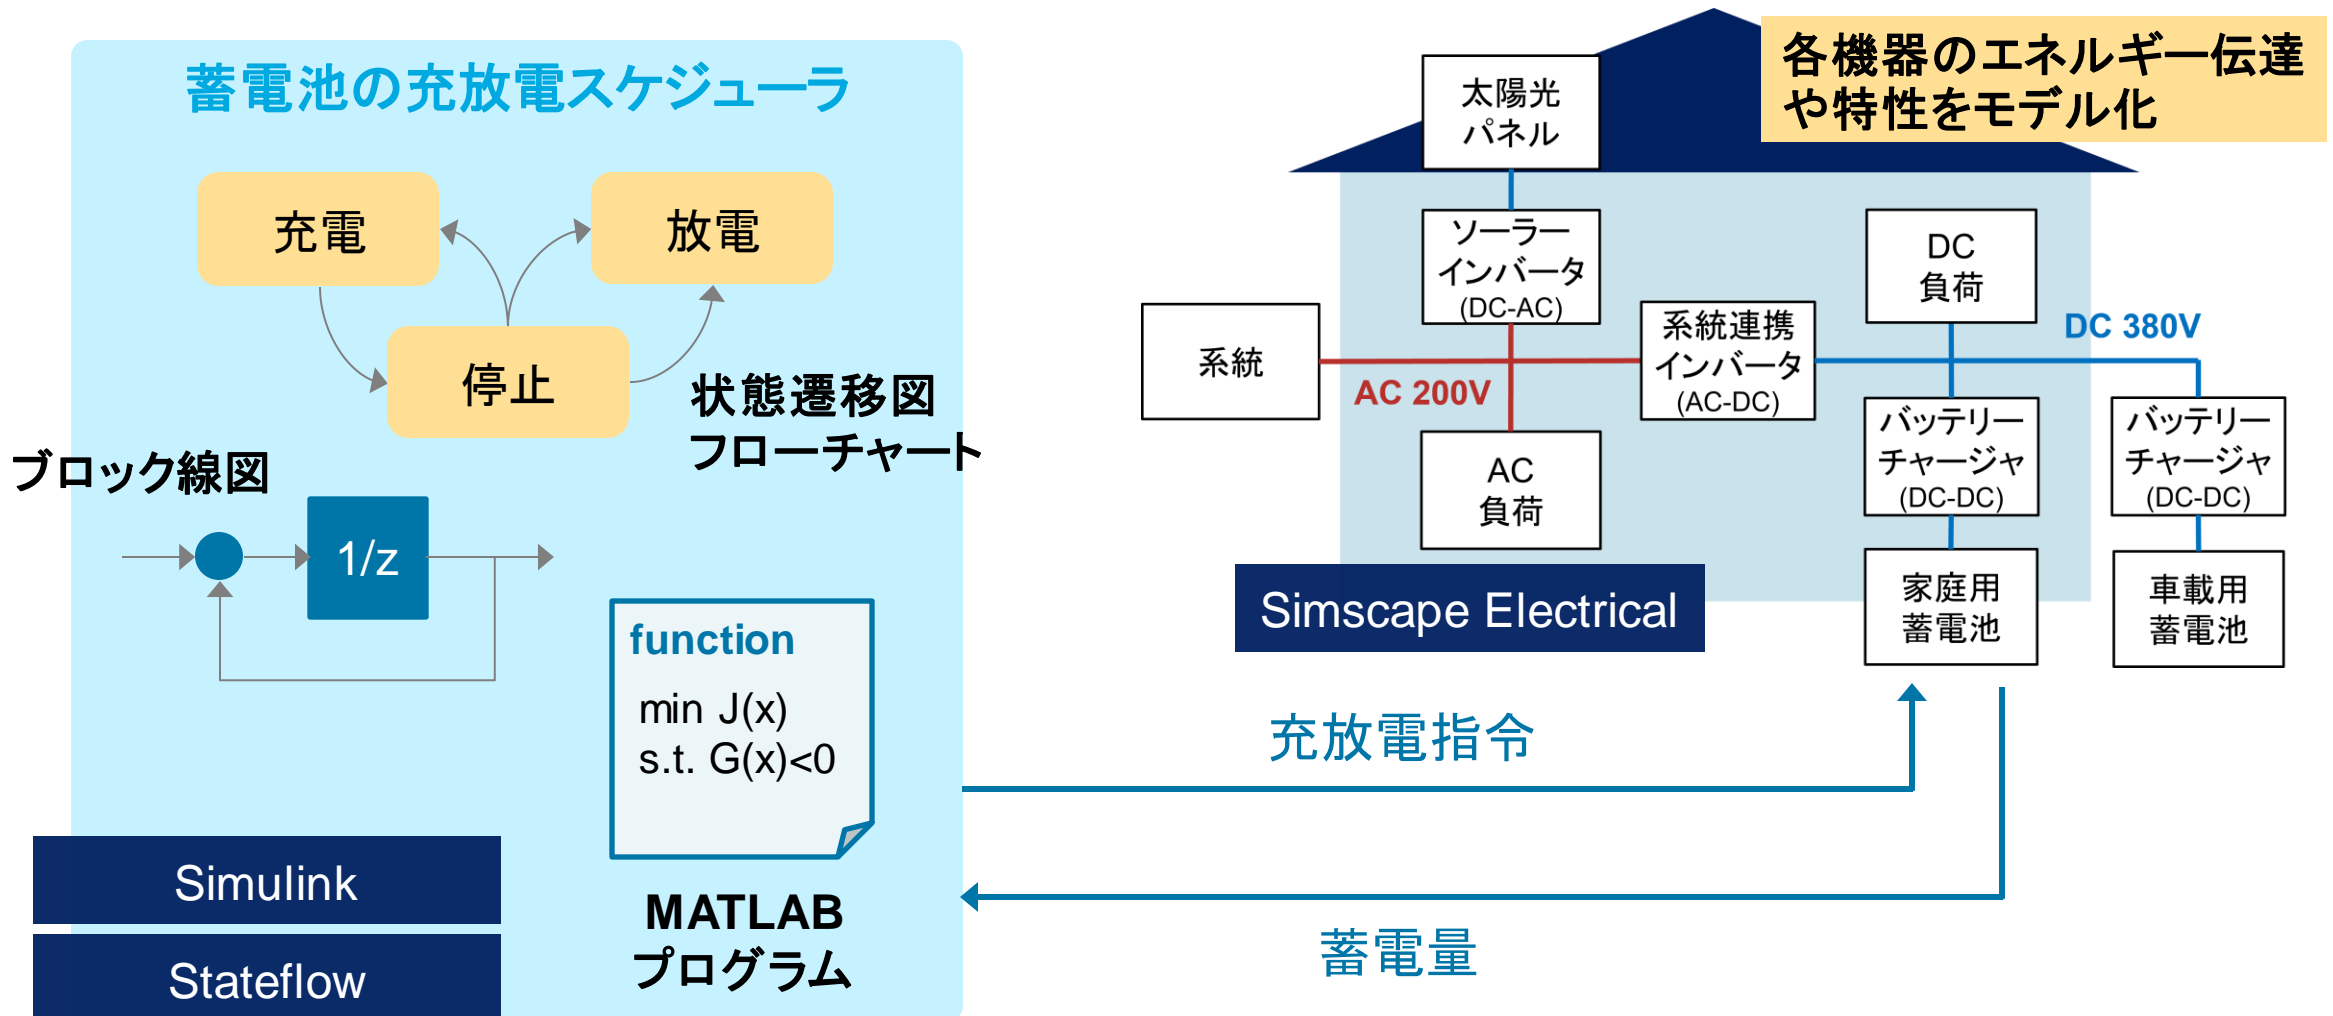 蓄電池の充放電スケジューラ
充電
放電
停止
状態遷移図
フローチャート
ブロック線図
1/z
function
min J(x)
s.t. G(x)<0
MATLAB
プログラム
Simulink
Stateflow
各機器のエネルギー伝達
や特性をモデル化
太陽光
パネル
ソーラー
インバータ
(DC-AC)
系統
AC 200V
AC
負荷
系統連携
インバータ
(AC-DC)
DC
負荷
DC 380V
バッテリー
チャージャ
(DC-DC)
バッテリー
チャージャ
(DC-DC)
家庭用
蓄電池
車載用
蓄電池
Simscape Electrical
充放電指令
蓄電量